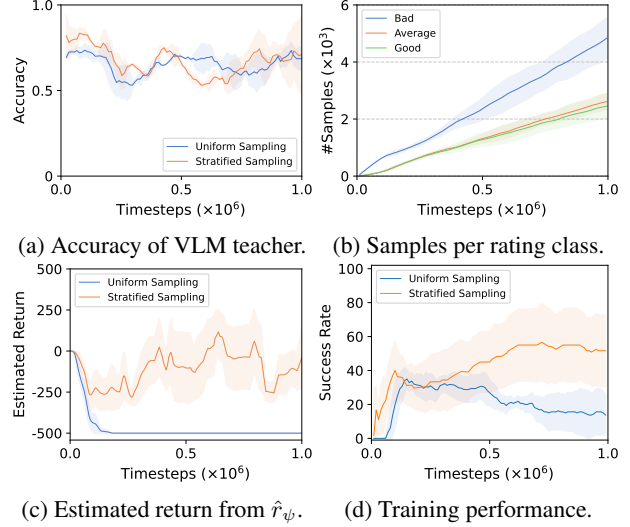 1.0
0.5
0.0
Accuracy
Uniform Sampling
Stratified Sampling
0.0 0.5 1.0
Timesteps (×10⁶)
(a) Accuracy of VLM teacher.
6
4
2
0
#Samples (×10³)
Bad
Average
Good
0.0 0.5 1.0
Timesteps (×10⁶)
(b) Samples per rating class.
500
250
0
-250
-500
Estimated Return
Uniform Sampling
Stratified Sampling
0.0 0.5 1.0
Timesteps (×10⁶)
(c) Estimated return from r̂ψ.
100
80
60
40
20
0
Success Rate
Uniform Sampling
Stratified Sampling
0.0 0.5 1.0
Timesteps (×10⁶)
(d) Training performance.